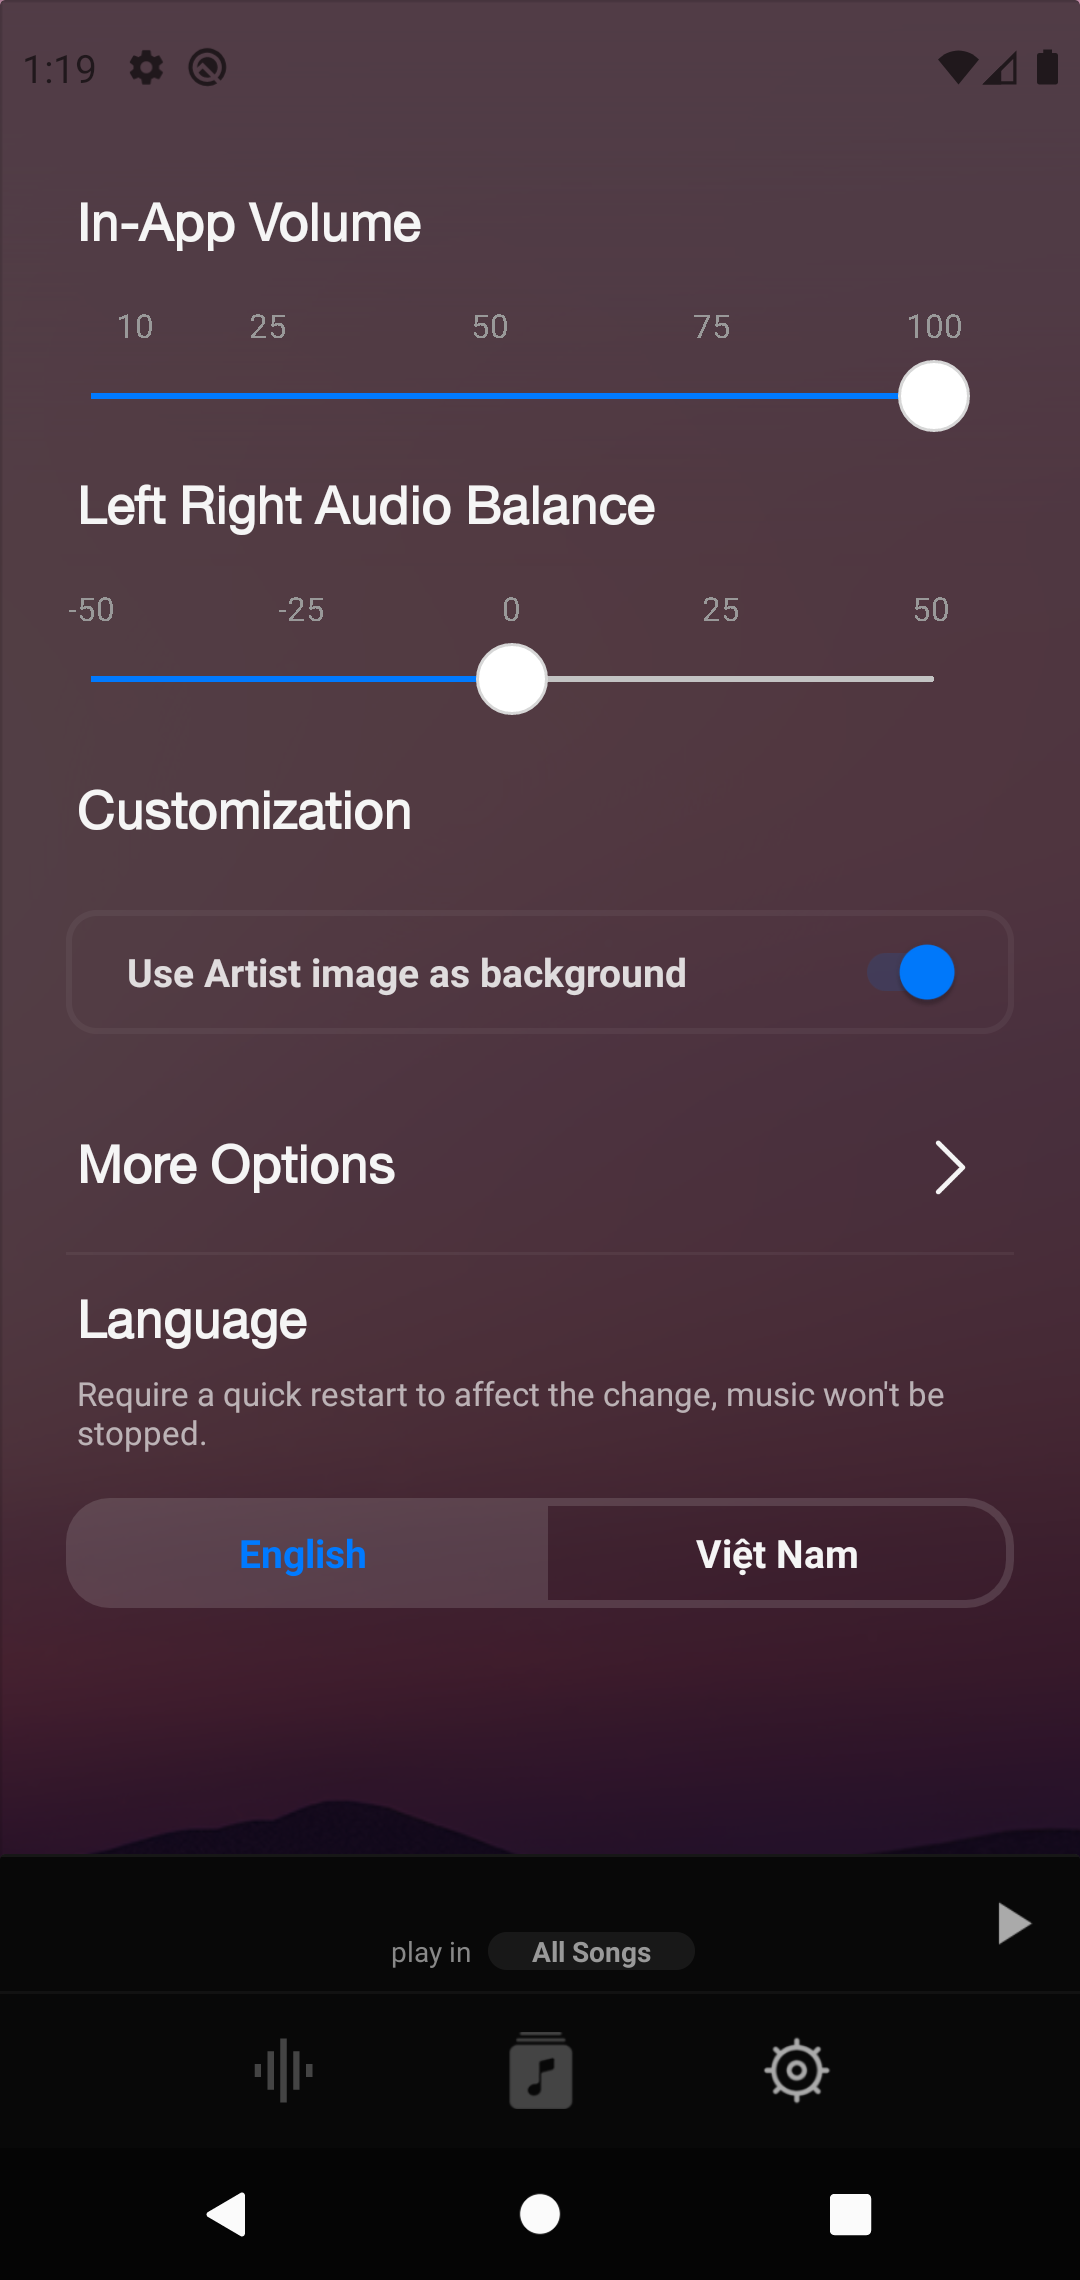 1:19
In-App Volume
10 25 50 75 100
Left Right Audio Balance
-50 -25 0 25 50
Customization
Use Artist image as background
More Options
Language
Require a quick restart to affect the change, music won't be
stopped.
English Việt Nam
play in All Songs